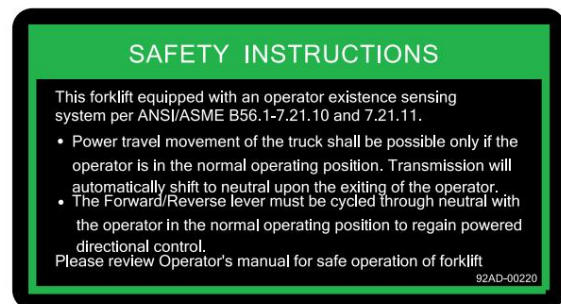 SAFETY INSTRUCTIONS
This forklift equipped with an operator existence sensing
system per ANSI/ASME B56.1-7.21.10 and 7.21.11.
• Power travel movement of the truck shall be possible only if the
operator is in the normal operating position. Transmission will
automatically shift to neutral upon the exiting of the operator.
• The Forward/Reverse lever must be cycled through neutral with
the operator in the normal operating position to regain powered
directional control.
Please review Operator's manual for safe operation of forklift
92AD-00220